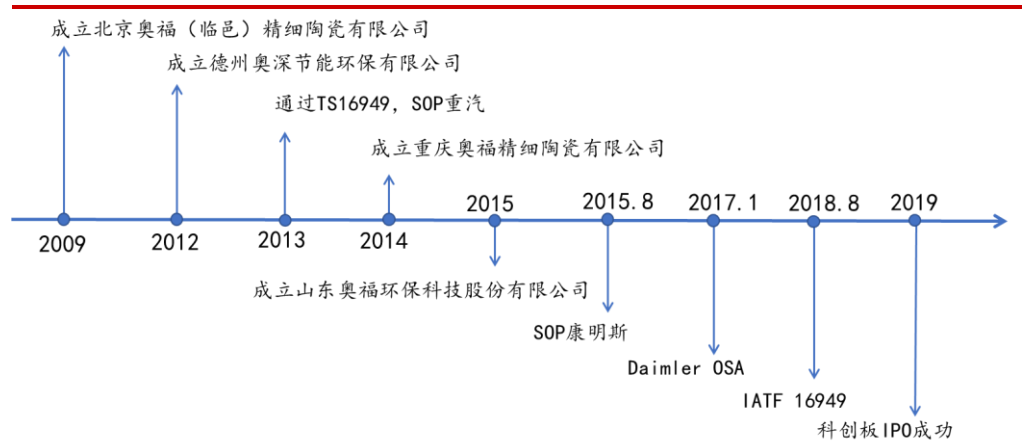 成立北京奥福（临邑）精细陶瓷有限公司
成立德州奥深节能环保有限公司
通过TS16949，SOP重汽
成立重庆奥福精细陶瓷有限公司
2009
2012
2013
2014
2015
2015.8
2017.1
2018.8
2019
成立山东奥福环保科技股份有限公司
SOP康明斯
Daimler OSA
IATF 16949
科创板IPO成功